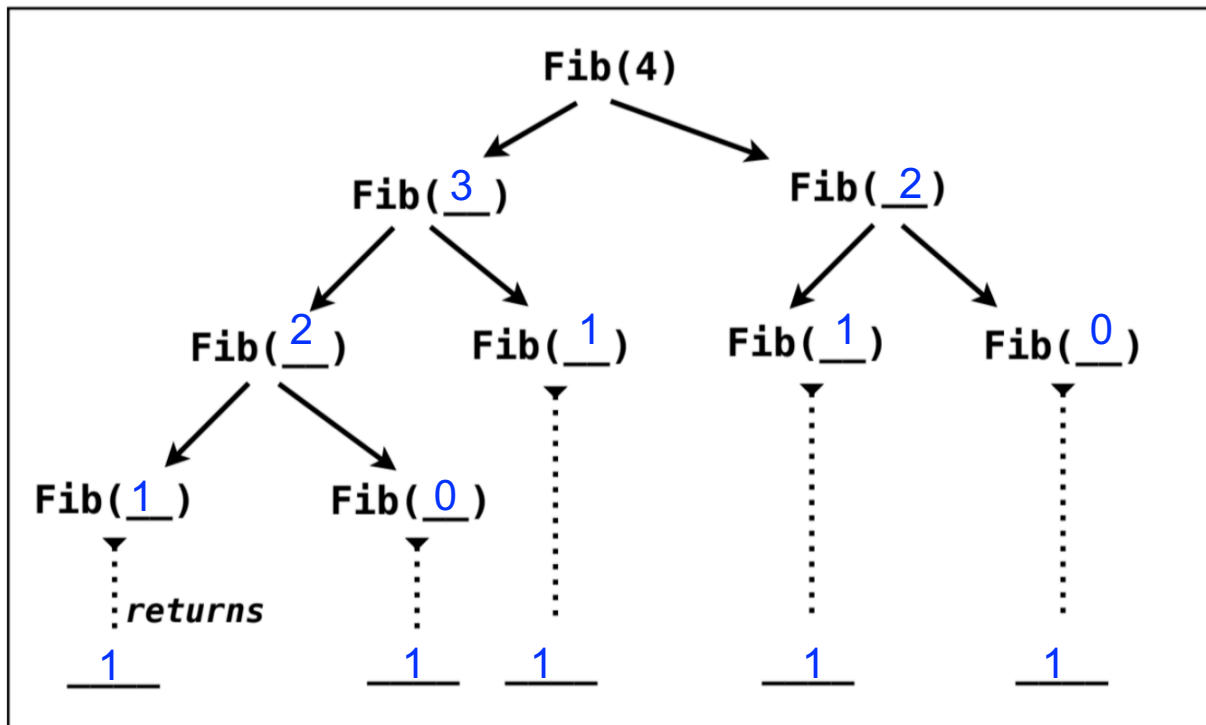 Fib(4)
Fib(3) Fib(2)
Fib(2) Fib(1) Fib(1) Fib(0)
Fib(1) Fib(0)
returns
1 1 1 1 1